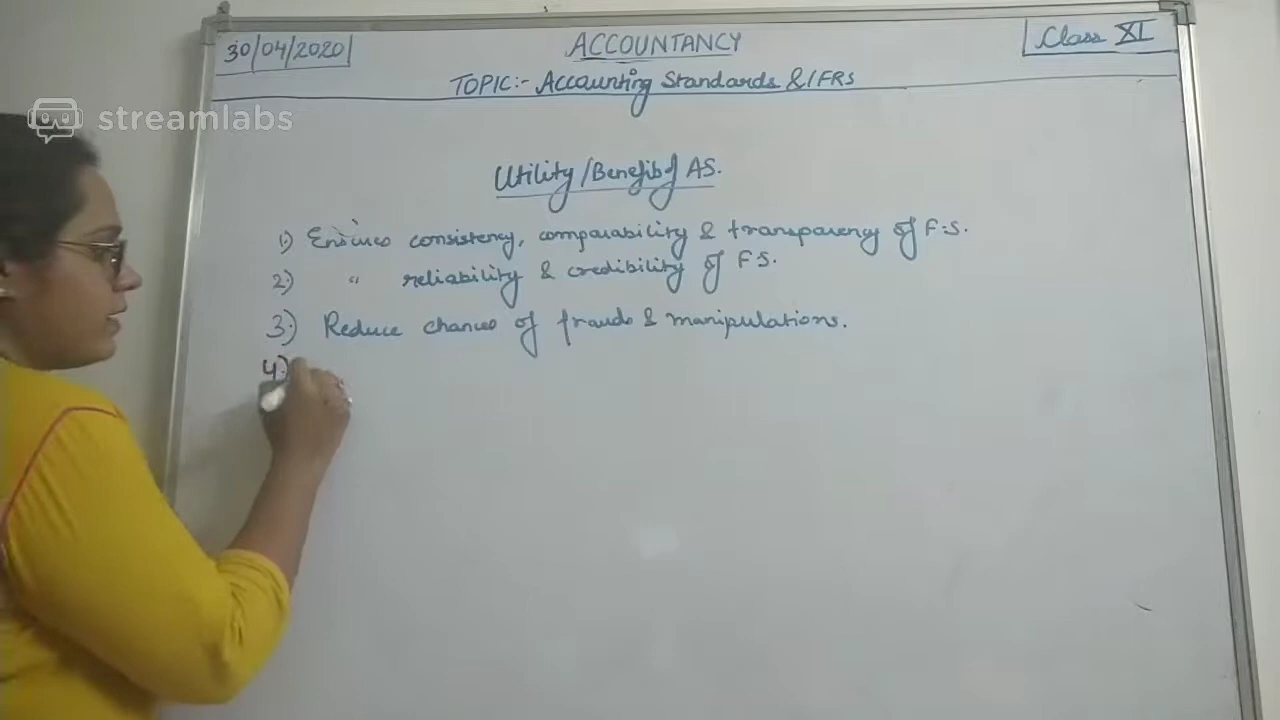 streamlabs
30/04/2020
ACCOUNTANCY
Class XI
TOPIC:- Accounting Standards & IFRS
Utility/Benefit of AS.
1) Ensures consistency, comparability & transparency of F.S.
2) " reliability & credibility of F S.
3) Reduce chances of frauds & manipulations.
4)